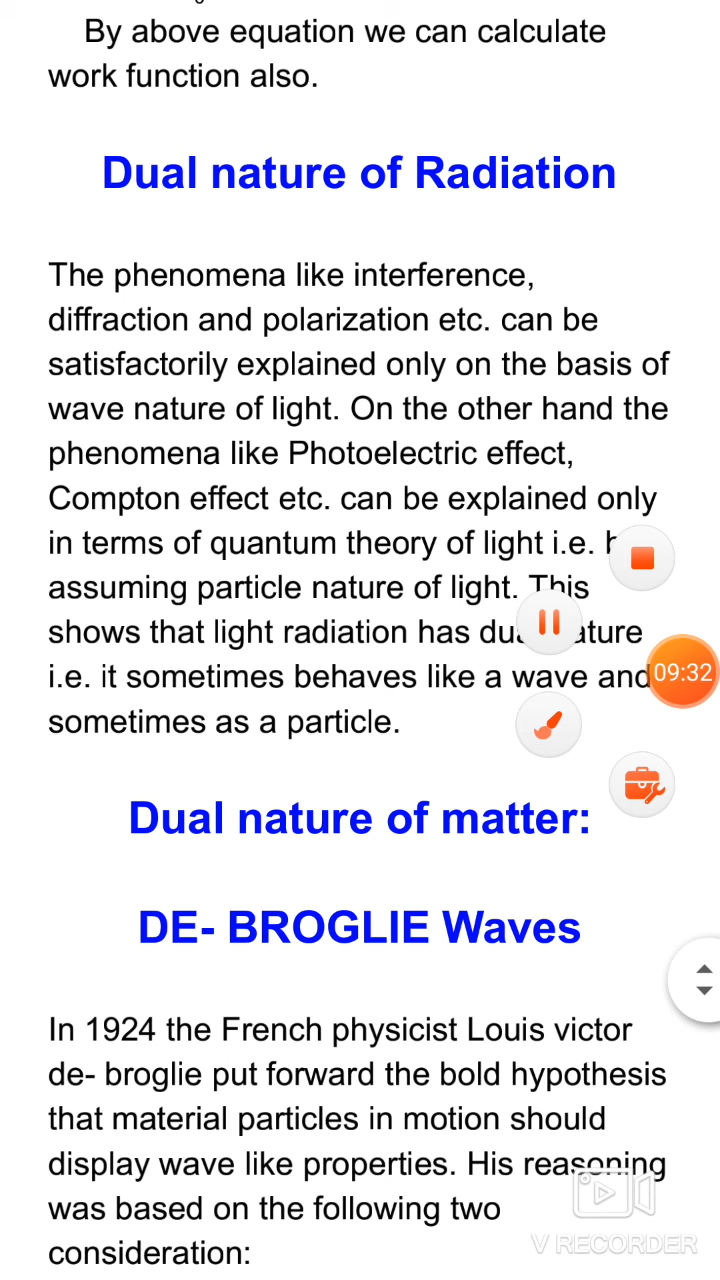 By above equation we can calculate
work function also.
Dual nature of Radiation
The phenomena like interference,
diffraction and polarization etc. can be
satisfactorily explained only on the basis of
wave nature of light. On the other hand the
phenomena like Photoelectric effect,
Compton effect etc. can be explained only
in terms of quantum theory of light i.e.
assuming particle nature of light. This
shows that light radiation has
i.e. it sometimes behaves like a wave and
09:32
sometimes as a particle.
Dual nature of matter:
DE- BROGLIE Waves
In 1924 the French physicist Louis victor
de- broglie put forward the bold hypothesis
that material particles in motion should
display wave like properties. His reasoning
was based on the following two
consideration:
V RECORDER